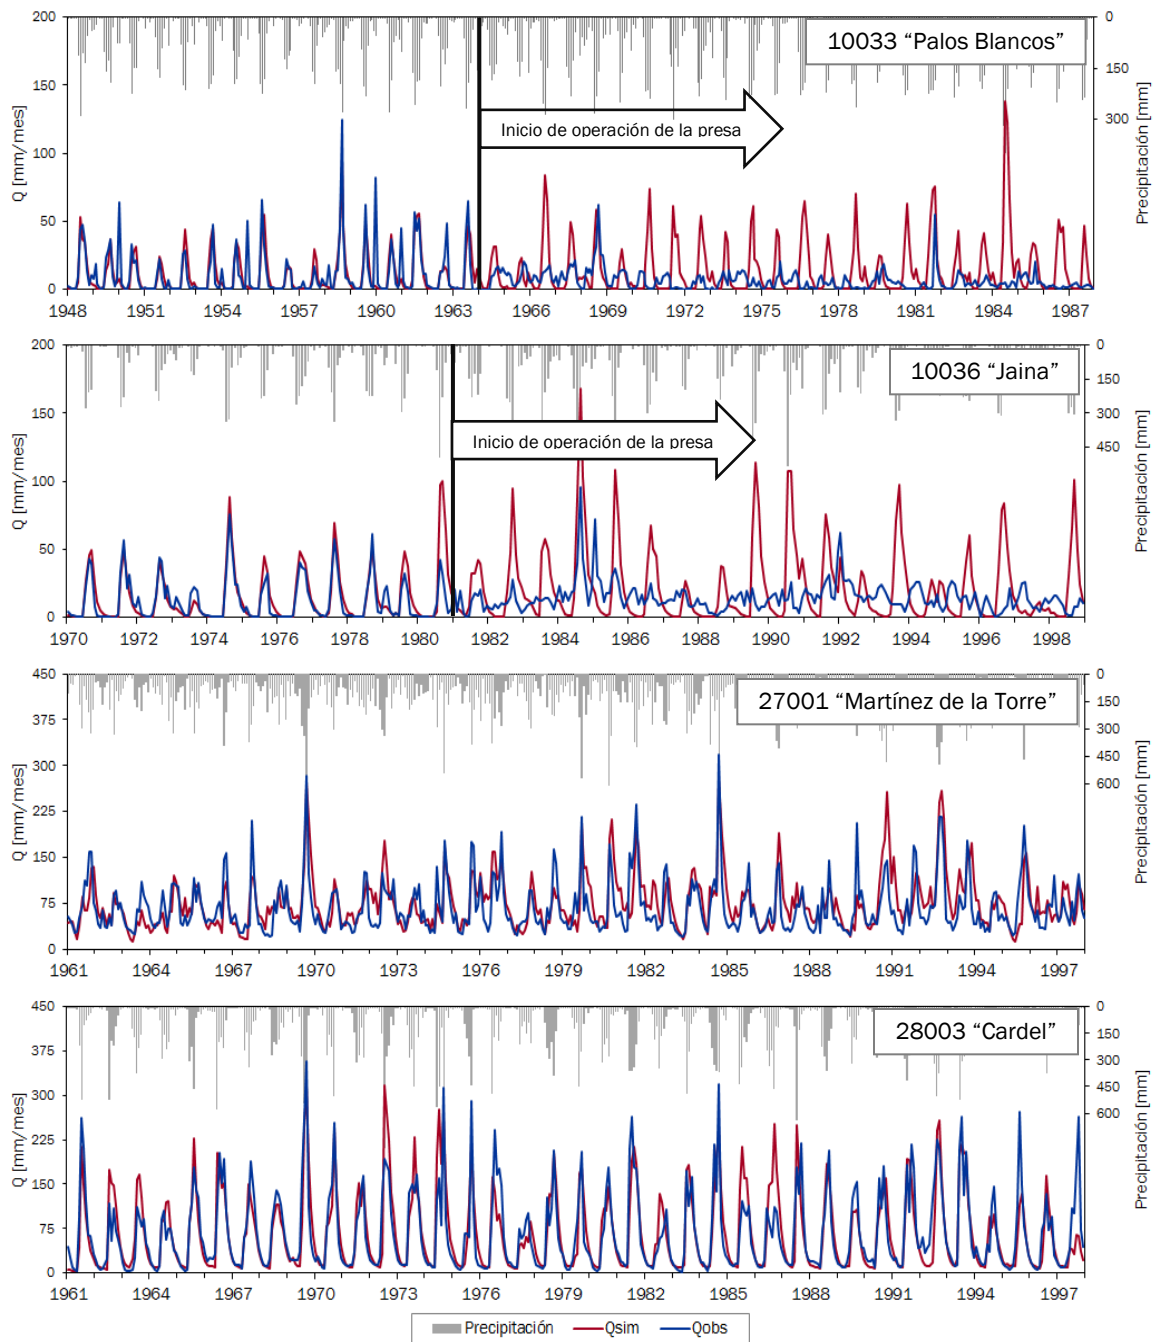 200
150
100
50
0
Q [mm/mes]
0
150
300
Precipitación [mm]
10033 “Palos Blancos”
Inicio de operación de la presa
1948 1951 1954 1957 1960 1963 1966 1969 1972 1975 1978 1981 1984 1987
200
150
100
50
0
Q [mm/mes]
0
150
300
450
Precipitación [mm]
10036 “Jaina”
Inicio de operación de la presa
1970 1972 1974 1976 1978 1980 1982 1984 1986 1988 1990 1992 1994 1996 1998
450
375
300
225
150
75
0
Q [mm/mes]
0
150
300
450
600
Precipitación [mm]
27001 “Martínez de la Torre”
1961 1964 1967 1970 1973 1976 1979 1982 1985 1988 1991 1994 1997
450
375
300
225
150
75
0
Q [mm/mes]
0
150
300
450
600
Precipitación [mm]
28003 “Cardel”
1961 1964 1967 1970 1973 1976 1979 1982 1985 1988 1991 1994 1997
Precipitación Qsim Qobs